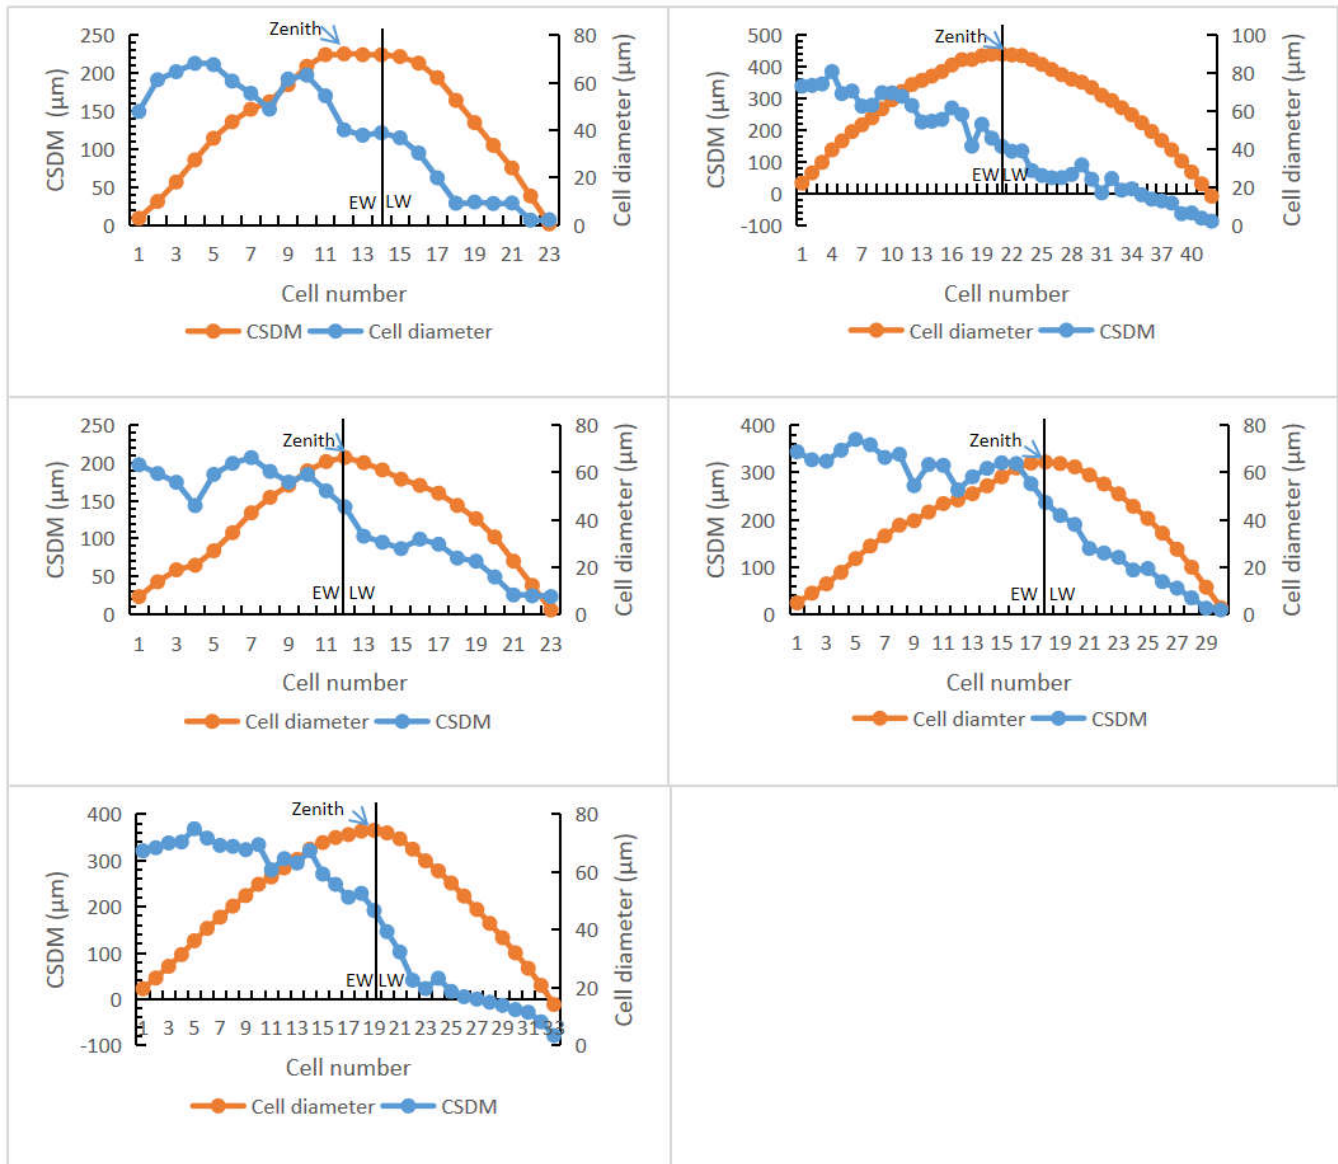 Zenith
250
200
150
100
50
0
CSDM (µm)
80
60
40
20
0
Cell diameter (µm)
EW LW
1 3 5 7 9 11 13 15 17 19 21 23
Cell number
CSDM Cell diameter
Zenith
500
400
300
200
100
0
-100
CSDM (µm)
100
80
60
40
20
0
Cell diameter (µm)
EW LW
1 4 7 10 13 16 19 22 25 28 31 34 37 40
Cell number
Cell diameter CSDM
Zenith
250
200
150
100
50
0
CSDM (µm)
80
60
40
20
0
Cell diameter (µm)
EW LW
1 3 5 7 9 11 13 15 17 19 21 23
Cell number
Cell diameter CSDM
Zenith
400
300
200
100
0
CSDM (µm)
80
60
40
20
0
Cell diameter (µm)
EW LW
1 3 5 7 9 11 13 15 17 19 21 23 25 27 29
Cell number
Cell diamter CSDM
Zenith
400
300
200
100
0
-100
CSDM (µm)
80
60
40
20
0
Cell diameter (µm)
EW LW
1 3 5 7 9 11 13 15 17 19 21 23 25 27 29 31 33
Cell number
Cell diameter CSDM